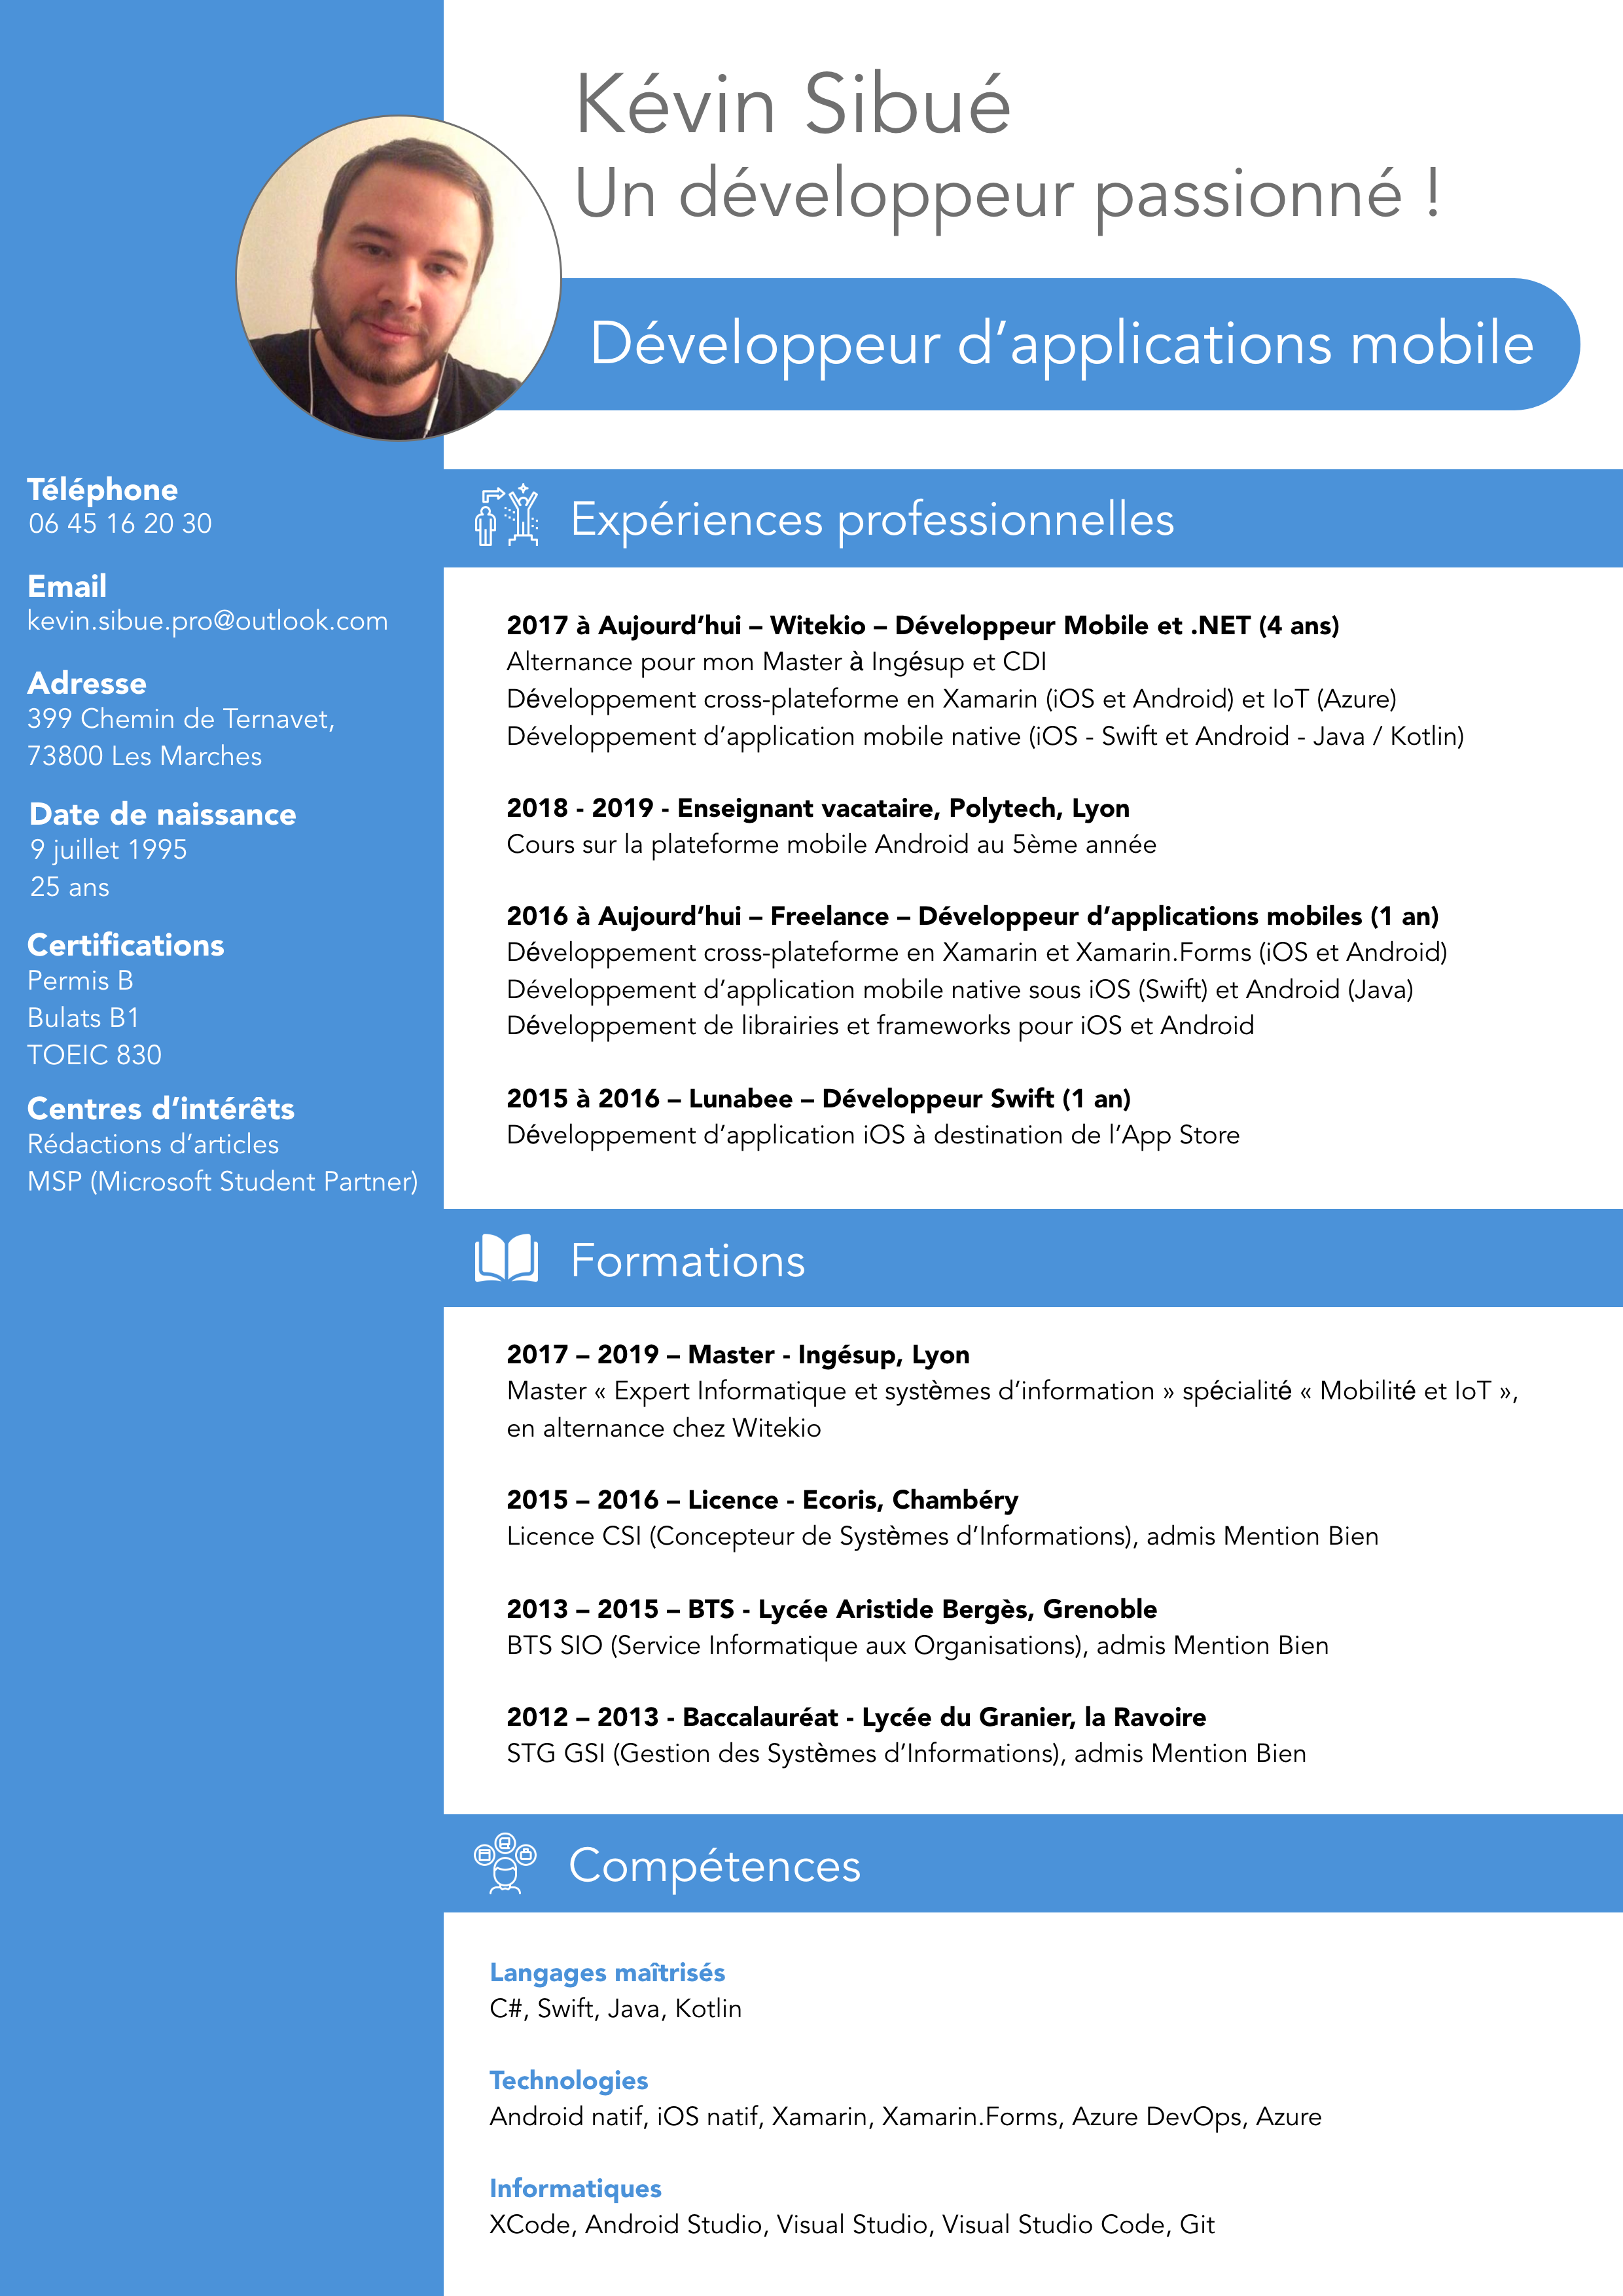 Kévin Sibué
Un développeur passionné !
Développeur d’applications mobile
Téléphone
06 45 16 20 30
Email
kevin.sibue.pro@outlook.com
Adresse
399 Chemin de Ternavet,
73800 Les Marches
Date de naissance
9 juillet 1995
25 ans
Certifications
Permis B
Bulats B1
TOEIC 830
Centres d’intérêts
Rédactions d’articles
MSP (Microsoft Student Partner)
Expériences professionnelles
2017 à Aujourd’hui – Witekio – Développeur Mobile et .NET (4 ans)
Alternance pour mon Master à Ingésup et CDI
Développement cross-plateforme en Xamarin (iOS et Android) et IoT (Azure)
Développement d’application mobile native (iOS - Swift et Android - Java / Kotlin)
2018 - 2019 - Enseignant vacataire, Polytech, Lyon
Cours sur la plateforme mobile Android au 5ème année
2016 à Aujourd’hui – Freelance – Développeur d’applications mobiles (1 an)
Développement cross-plateforme en Xamarin et Xamarin.Forms (iOS et Android)
Développement d’application mobile native sous iOS (Swift) et Android (Java)
Développement de librairies et frameworks pour iOS et Android
2015 à 2016 – Lunabee – Développeur Swift (1 an)
Développement d’application iOS à destination de l’App Store
Formations
2017 – 2019 – Master - Ingésup, Lyon
Master « Expert Informatique et systèmes d’information » spécialité « Mobilité et IoT »,
en alternance chez Witekio
2015 – 2016 – Licence - Ecoris, Chambéry
Licence CSI (Concepteur de Systèmes d’Informations), admis Mention Bien
2013 – 2015 – BTS - Lycée Aristide Bergès, Grenoble
BTS SIO (Service Informatique aux Organisations), admis Mention Bien
2012 – 2013 - Baccalauréat - Lycée du Granier, la Ravoire
STG GSI (Gestion des Systèmes d’Informations), admis Mention Bien
Compétences
Langages maîtrisés
C#, Swift, Java, Kotlin
Technologies
Android natif, iOS natif, Xamarin, Xamarin.Forms, Azure DevOps, Azure
Informatiques
XCode, Android Studio, Visual Studio, Visual Studio Code, Git